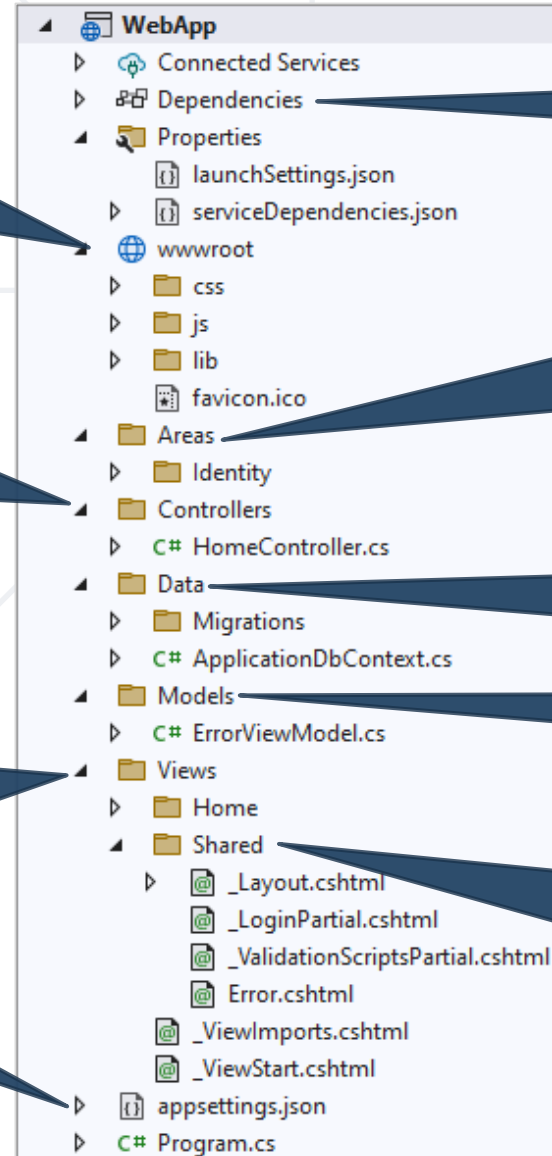 WebApp
Connected Services
Dependencies
Properties
launchSettings.json
serviceDependencies.json
wwwroot
css
js
lib
favicon.ico
Areas
Identity
Controllers
C# HomeController.cs
Data
Migrations
C# ApplicationDbContext.cs
Models
C# ErrorViewModel.cs
Views
Home
Shared
_Layout.cshtml
_LoginPartial.cshtml
_ValidationScriptsPartial.cshtml
Error.cshtml
_ViewImports.cshtml
_ViewStart.cshtml
appsettings.json
C# Program.cs